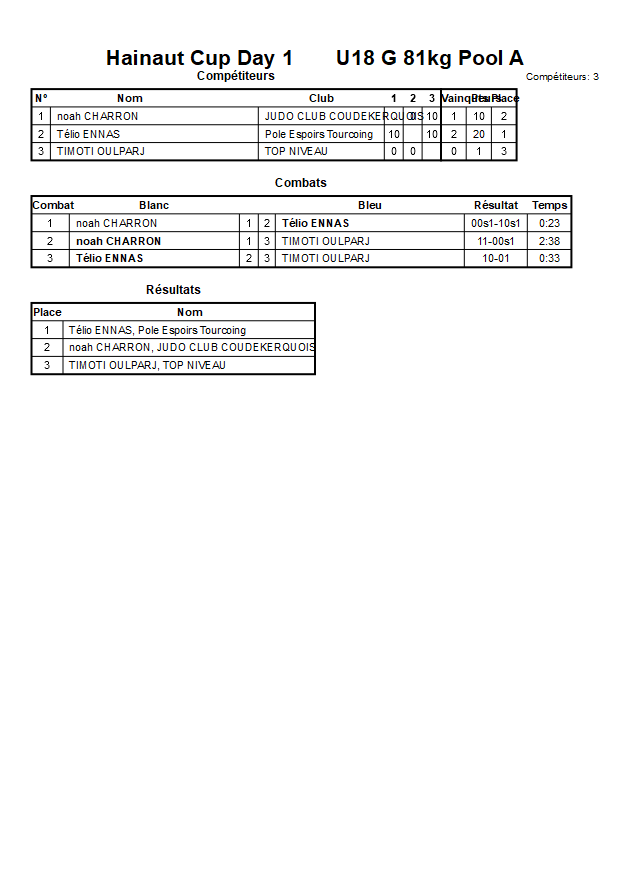 Hainaut Cup Day 1 U18 G 81kg Pool A
Compétiteurs
Compétiteurs: 3
N° Nom Club 1 2 3 Vainqueurs Pts Place
1 noah CHARRON JUDO CLUB COUDEKERQUOIS 0 10 1 10 2
2 Télio ENNAS Pole Espoirs Tourcoing 10 10 2 20 1
3 TIMOTI OULPARJ TOP NIVEAU 0 0 0 1 3
Combats
Combat Blanc Bleu Résultat Temps
1 noah CHARRON 1 2 Télio ENNAS 00s1-10s1 0:23
2 noah CHARRON 1 3 TIMOTI OULPARJ 11-00s1 2:38
3 Télio ENNAS 2 3 TIMOTI OULPARJ 10-01 0:33
Résultats
Place Nom
1 Télio ENNAS, Pole Espoirs Tourcoing
2 noah CHARRON, JUDO CLUB COUDEKERQUOIS
3 TIMOTI OULPARJ, TOP NIVEAU